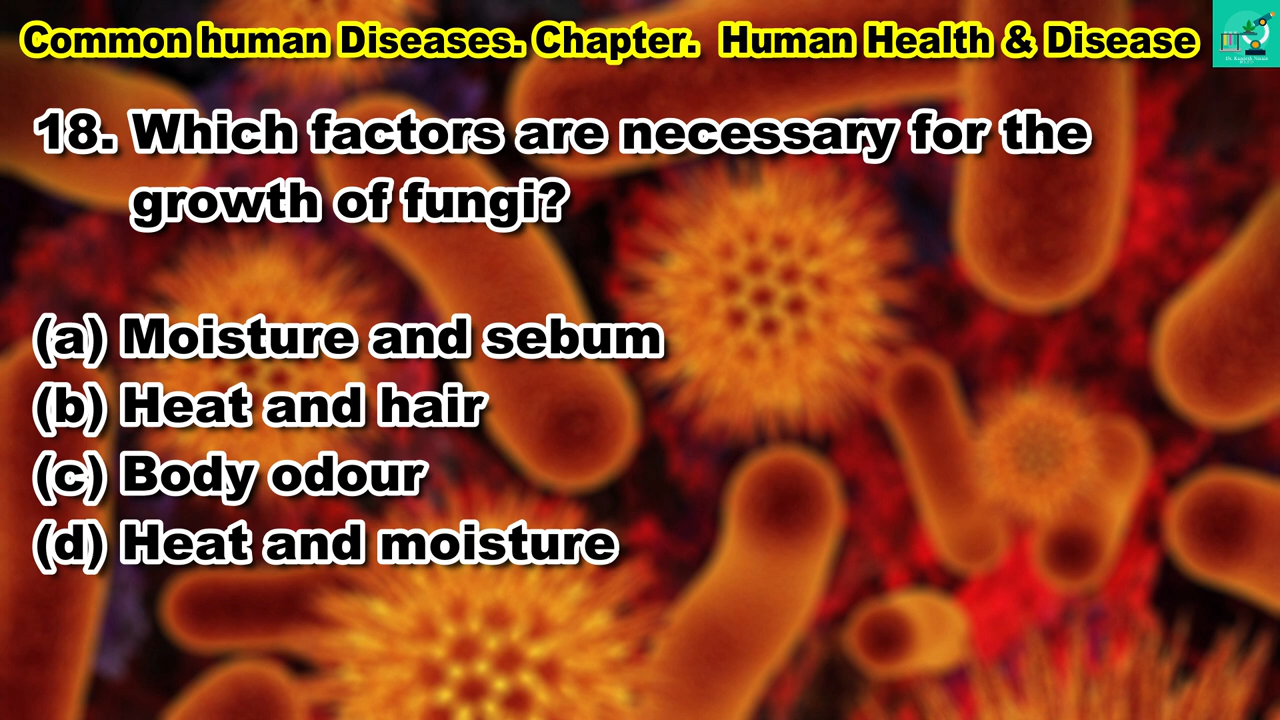 Common human Diseases. Chapter. Human Health & Disease
18. Which factors are necessary for the
growth of fungi?
(a) Moisture and sebum
(b) Heat and hair
(c) Body odour
(d) Heat and moisture